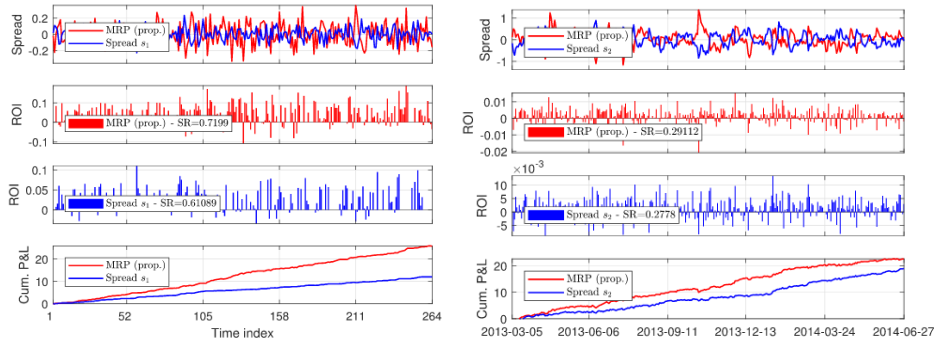 Spread
0.2
0
-0.2
MRP (prop.)
Spread s₁
ROI
0.1
0
-0.1
MRP (prop.) - SR=0.7199
ROI
0.1
0.05
0
Spread s₁ - SR=0.61089
Cum. P&L
20
10
0
MRP (prop.)
Spread s₁
1 52 105 158 211 264
Time index
Spread
1
0
-1
MRP (prop.)
Spread s₂
ROI
0.01
0
-0.01
-0.02
MRP (prop.) - SR=0.29112
×10⁻³
ROI
10
5
0
-5
Spread s₂ - SR=0.2778
Cum. P&L
20
10
0
MRP (prop.)
Spread s₂
2013-03-05 2013-06-06 2013-09-11 2013-12-13 2014-03-24 2014-06-27